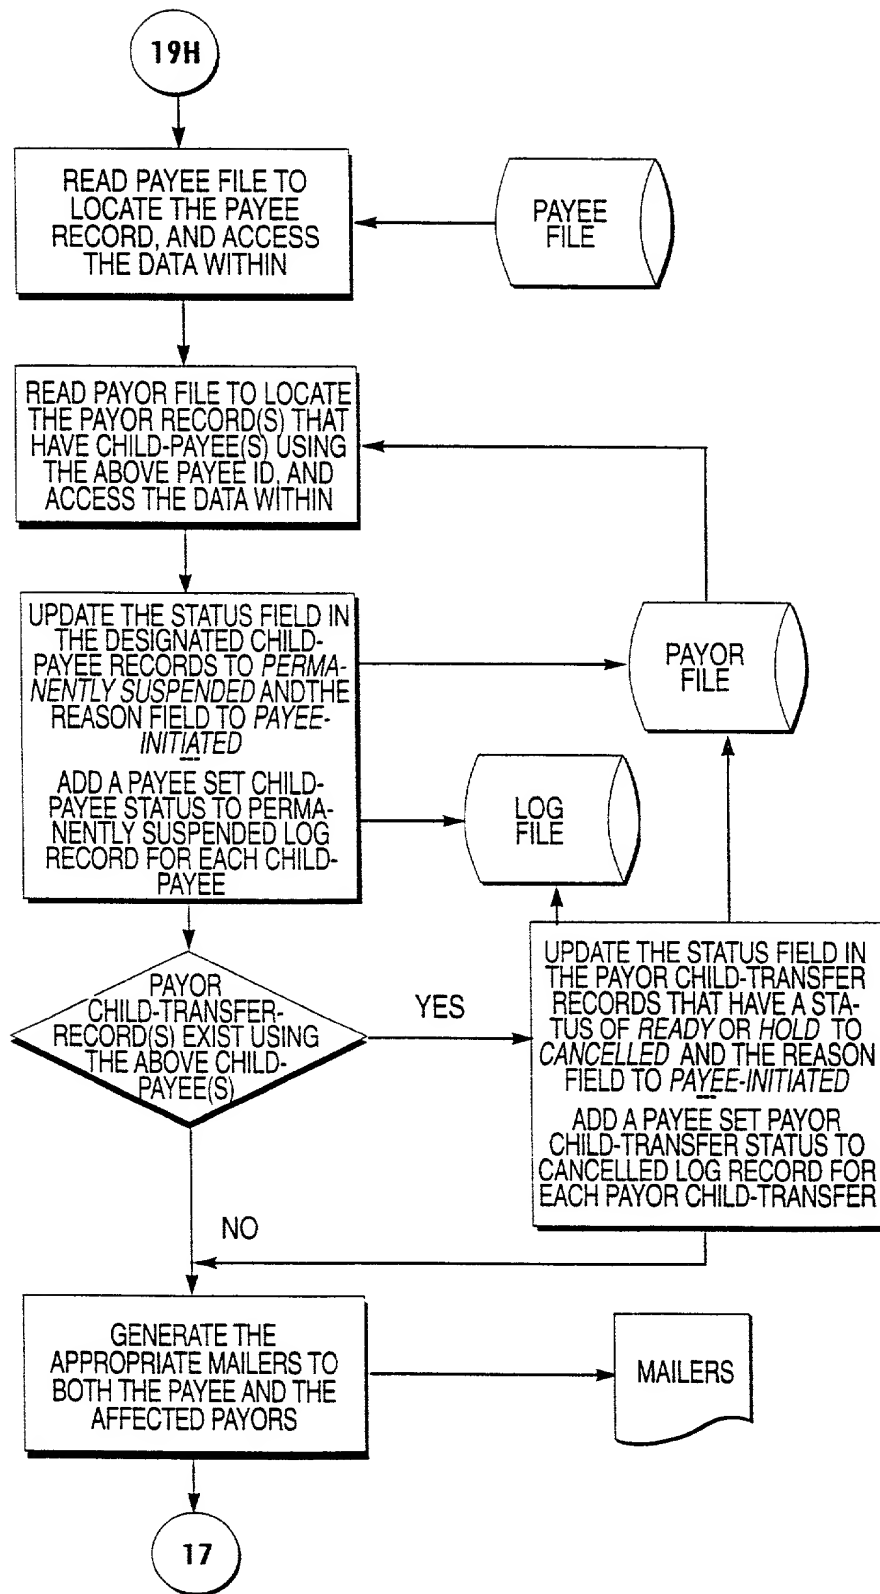 19H
READ PAYEE FILE TO
LOCATE THE PAYEE
RECORD, AND ACCESS
THE DATA WITHIN
PAYEE
FILE
READ PAYOR FILE TO LOCATE
THE PAYOR RECORD(S) THAT
HAVE CHILD-PAYEE(S) USING
THE ABOVE PAYEE ID, AND
ACCESS THE DATA WITHIN
UPDATE THE STATUS FIELD IN
THE DESIGNATED CHILD-
PAYEE RECORDS TO PERMA-
NENTLY SUSPENDED ANDTHE
REASON FIELD TO PAYEE-
INITIATED
--
ADD A PAYEE SET CHILD-
PAYEE STATUS TO PERMA-
NENTLY SUSPENDED LOG
RECORD FOR EACH CHILD-
PAYEE
PAYOR
FILE
LOG
FILE
PAYOR
CHILD-TRANSFER-
RECORD(S) EXIST USING
THE ABOVE CHILD-
PAYEE(S)
YES
UPDATE THE STATUS FIELD IN
THE PAYOR CHILD-TRANSFER
RECORDS THAT HAVE A STA-
TUS OF READY OR HOLD TO
CANCELLED AND THE REASON
FIELD TO PAYEE-INITIATED
--
ADD A PAYEE SET PAYOR
CHILD-TRANSFER STATUS TO
CANCELLED LOG RECORD FOR
EACH PAYOR CHILD-TRANSFER
NO
GENERATE THE
APPROPRIATE MAILERS TO
BOTH THE PAYEE AND THE
AFFECTED PAYORS
MAILERS
17